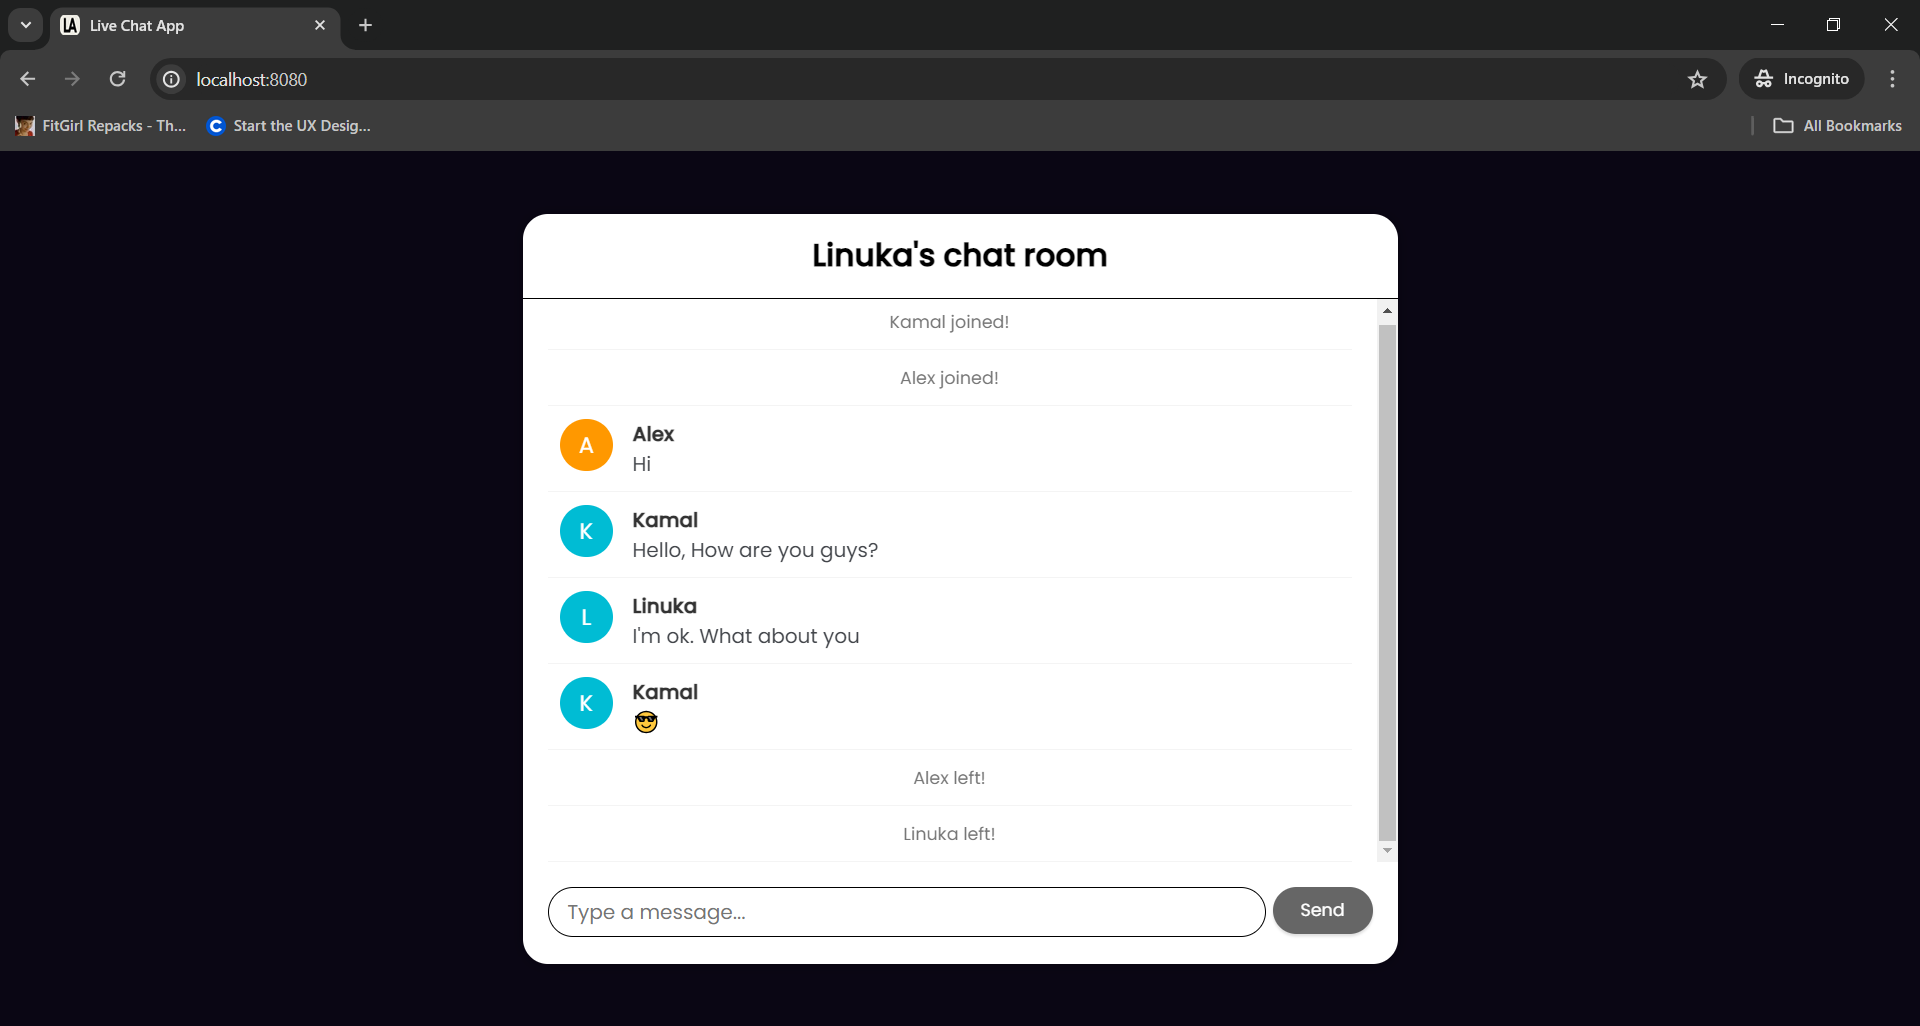 LA Live Chat App
localhost:8080
Incognito
FitGirl Repacks - Th...
C Start the UX Desig...
All Bookmarks
Linuka's chat room
Kamal joined!
Alex joined!
A
Alex
Hi
K
Kamal
Hello, How are you guys?
L
Linuka
I'm ok. What about you
K
Kamal
😎
Alex left!
Linuka left!
Type a message...
Send